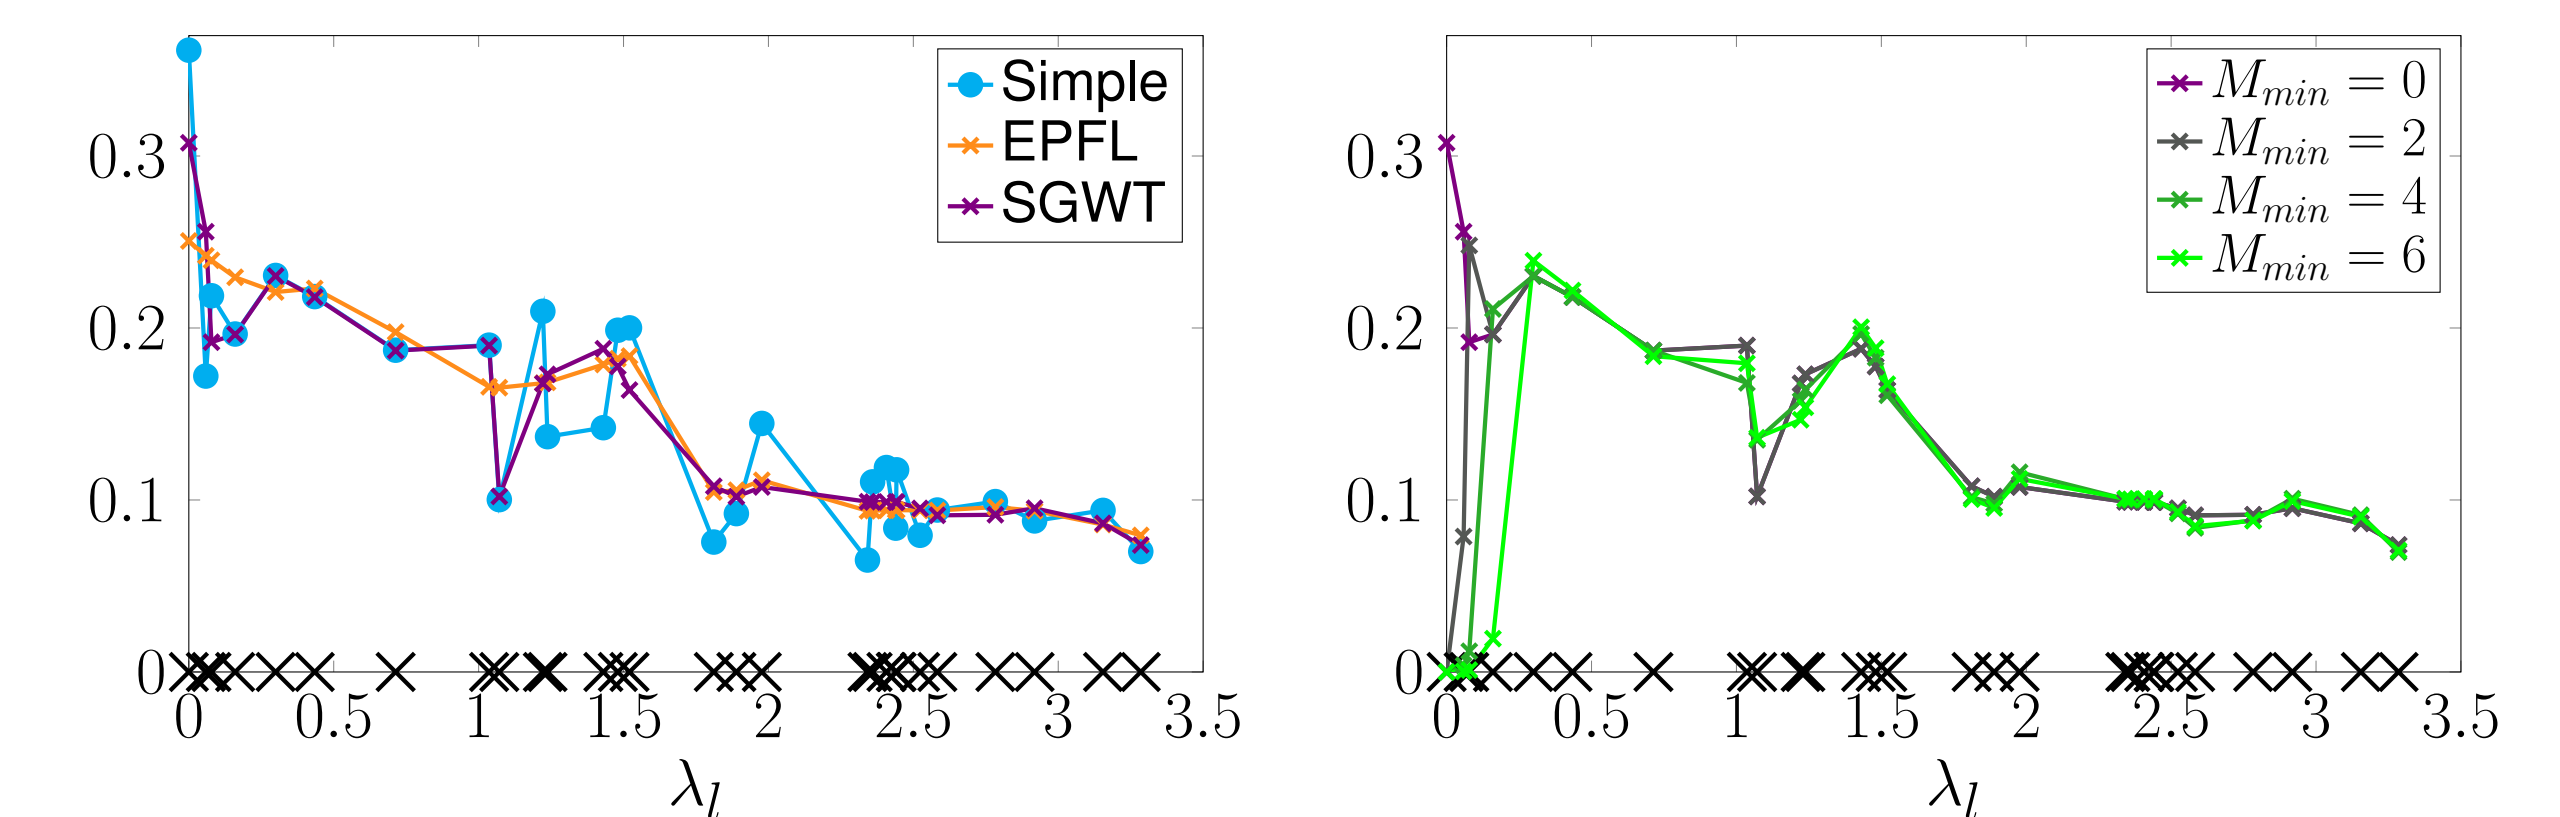 Simple
EPFL
SGWT
0.3
0.2
0.1
0
0 0.5 1 1.5 2 2.5 3 3.5
λ_l
M_min = 0
M_min = 2
M_min = 4
M_min = 6
0.3
0.2
0.1
0
0 0.5 1 1.5 2 2.5 3 3.5
λ_l